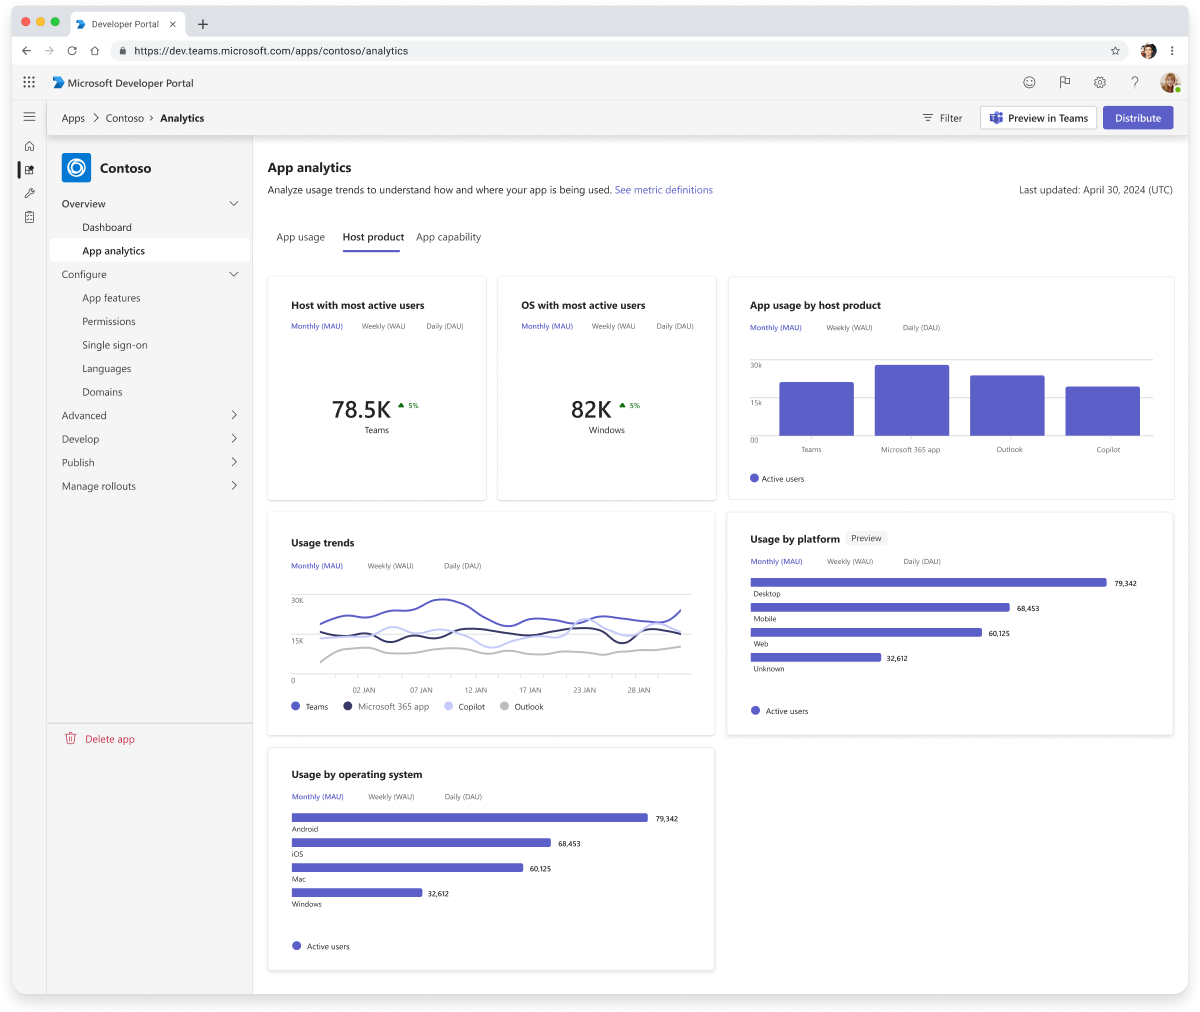 Developer Portal
https://dev.teams.microsoft.com/apps/contoso/analytics
Microsoft Developer Portal
Apps Contoso Analytics
Filter
Preview in Teams
Distribute
Contoso
Overview
Dashboard
App analytics
Configure
App features
Permissions
Single sign-on
Languages
Domains
Advanced
Develop
Publish
Manage rollouts
Delete app
App analytics
Analyze usage trends to understand how and where your app is being used. See metric definitions
Last updated: April 30, 2024 (UTC)
App usage Host product App capability
Host with most active users
Monthly (MAU) Weekly (WAU Daily (DAU)
78.5K 5%
Teams
OS with most active users
Monthly (MAU) Weekly (WAU Daily (DAU)
82K 5%
Windows
App usage by host product
Monthly (MAU) Weekly (WAU) Daily (DAU)
30k
15k
00
Teams Microsoft 365 app Outlook Copilot
Active users
Usage trends
Monthly (MAU) Weekly (WAU) Daily (DAU)
30K
15K
0
02 JAN 07 JAN 12 JAN 17 JAN 23 JAN 28 JAN
Teams Microsoft 365 app Copilot Outlook
Usage by platform Preview
Monthly (MAU) Weekly (WAU) Daily (DAU)
79,342
Desktop
68,453
Mobile
60,125
Web
32,612
Unknown
Active users
Usage by operating system
Monthly (MAU) Weekly (WAU) Daily (DAU)
79,342
Android
68,453
iOS
60,125
Mac
32,612
Windows
Active users